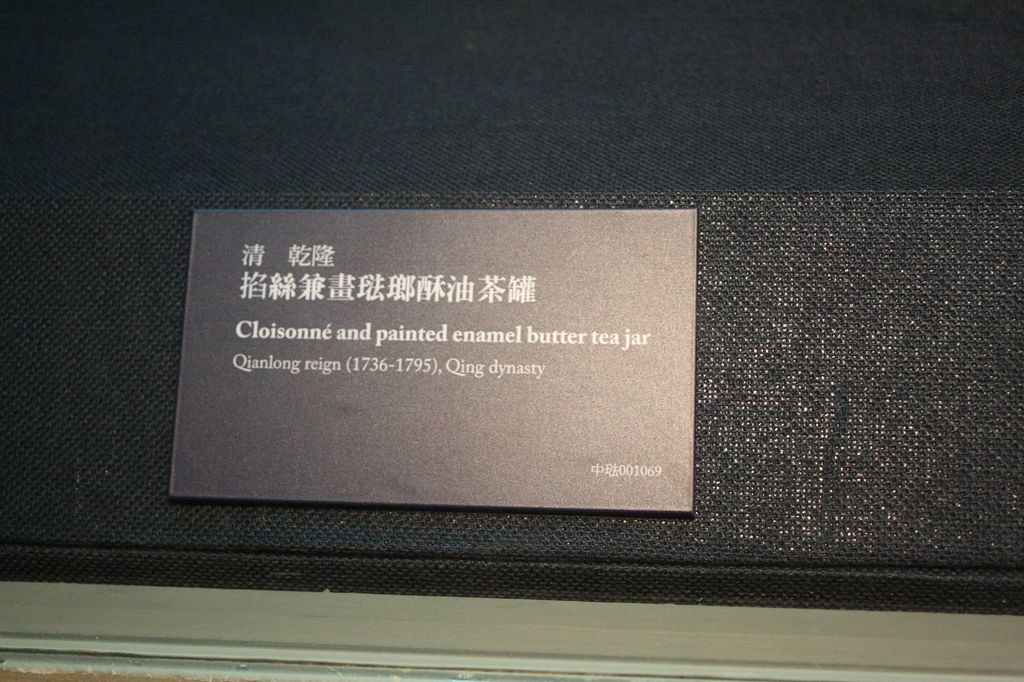 清 乾隆
掐絲兼畫琺瑯酥油茶罐
Cloisonné and painted enamel butter tea jar
Qianlong reign (1736-1795), Qing dynasty
中琺001069